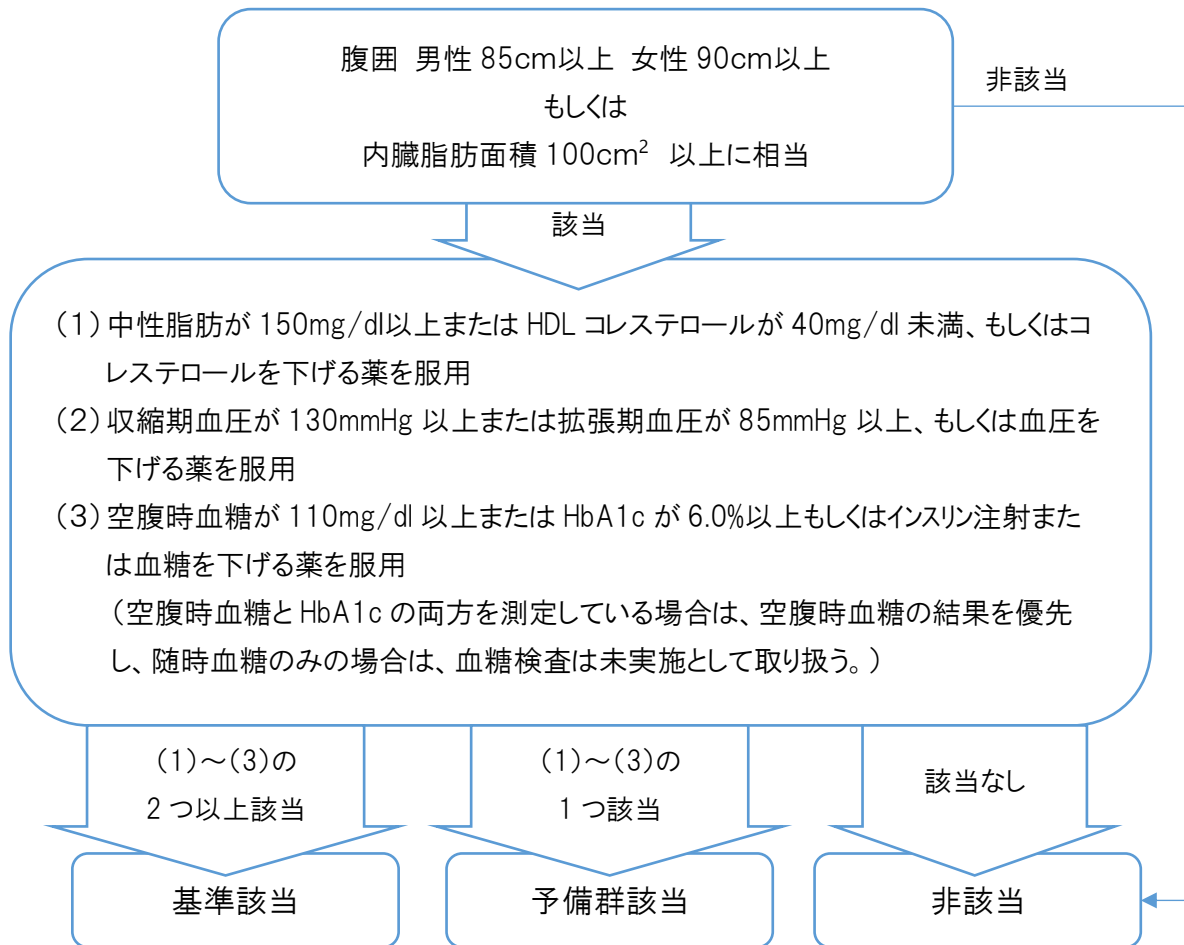 腹囲 男性 85cm以上 女性 90cm以上
もしくは
内臓脂肪面積 100cm² 以上に相当
非該当
該当
(1) 中性脂肪が 150mg/dl以上または HDL コレステロールが 40mg/dl 未満、もしくはコ
レステロールを下げる薬を服用
(2) 収縮期血圧が 130mmHg 以上または拡張期血圧が 85mmHg 以上、もしくは血圧を
下げる薬を服用
(3) 空腹時血糖が 110mg/dl 以上または HbA1c が 6.0%以上もしくはインスリン注射また
は血糖を下げる薬を服用
(空腹時血糖と HbA1c の両方を測定している場合は、空腹時血糖の結果を優先
し、随時血糖のみの場合は、血糖検査は未実施として取り扱う。)
(1)～(3)の
2 つ以上該当
(1)～(3)の
1 つ該当
該当なし
基準該当
予備群該当
非該当